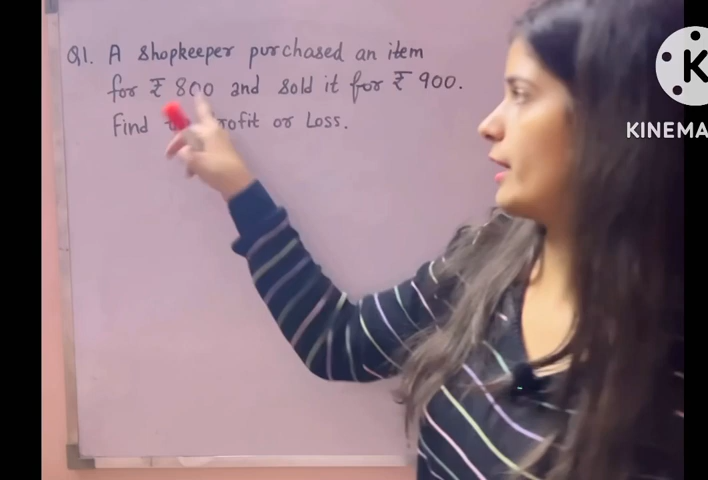 Q1. A Shopkeeper purchased an item
for ₹ 800 and sold it for ₹ 900.
Find or Loss.
K
KINEMA